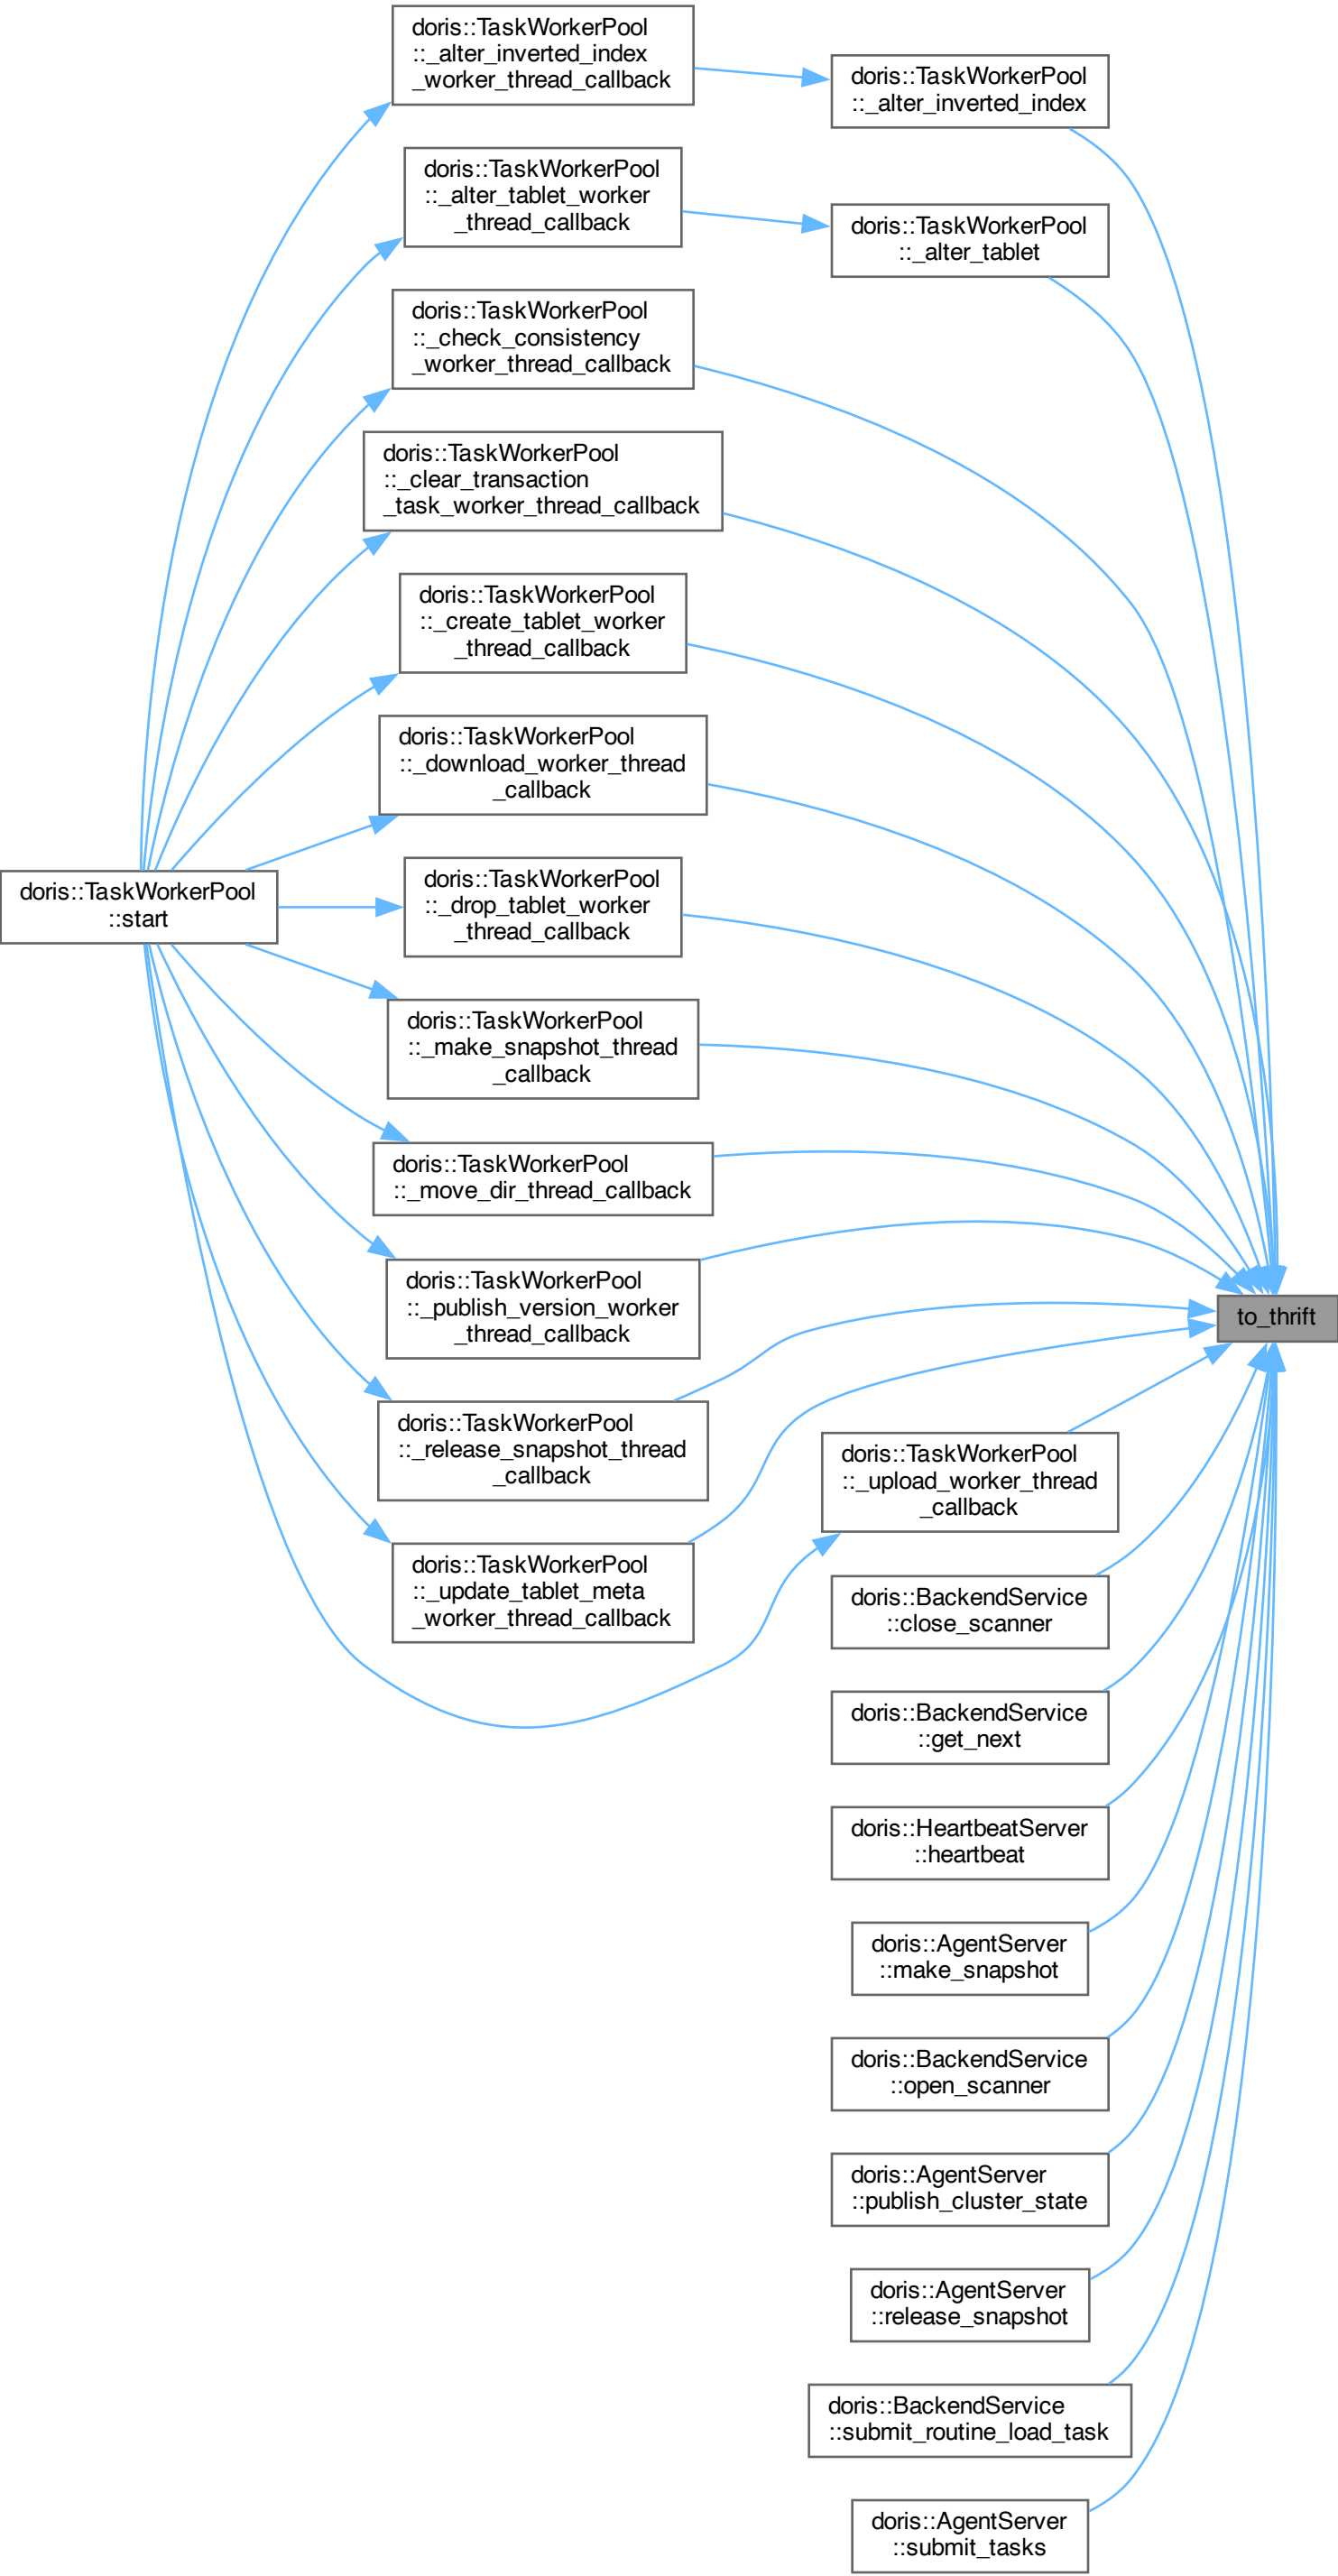 doris::TaskWorkerPool
::_alter_inverted_index
_worker_thread_callback
doris::TaskWorkerPool
::_alter_inverted_index
doris::TaskWorkerPool
::_alter_tablet_worker
_thread_callback
doris::TaskWorkerPool
::_alter_tablet
doris::TaskWorkerPool
::_check_consistency
_worker_thread_callback
doris::TaskWorkerPool
::_clear_transaction
_task_worker_thread_callback
doris::TaskWorkerPool
::_create_tablet_worker
_thread_callback
doris::TaskWorkerPool
::_download_worker_thread
_callback
doris::TaskWorkerPool
::start
doris::TaskWorkerPool
::_drop_tablet_worker
_thread_callback
doris::TaskWorkerPool
::_make_snapshot_thread
_callback
doris::TaskWorkerPool
::_move_dir_thread_callback
doris::TaskWorkerPool
::_publish_version_worker
_thread_callback
to_thrift
doris::TaskWorkerPool
::_release_snapshot_thread
_callback
doris::TaskWorkerPool
::_upload_worker_thread
_callback
doris::TaskWorkerPool
::_update_tablet_meta
_worker_thread_callback
doris::BackendService
::close_scanner
doris::BackendService
::get_next
doris::HeartbeatServer
::heartbeat
doris::AgentServer
::make_snapshot
doris::BackendService
::open_scanner
doris::AgentServer
::publish_cluster_state
doris::AgentServer
::release_snapshot
doris::BackendService
::submit_routine_load_task
doris::AgentServer
::submit_tasks